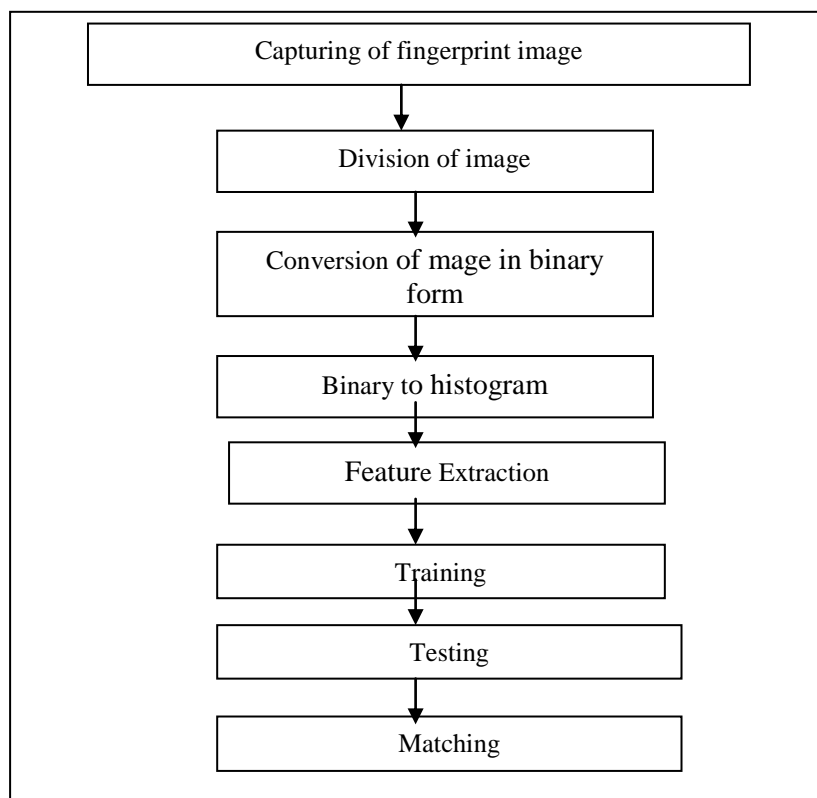 Capturing of fingerprint image
Division of image
Conversion of mage in binary
form
Binary to histogram
Feature Extraction
Training
Testing
Matching